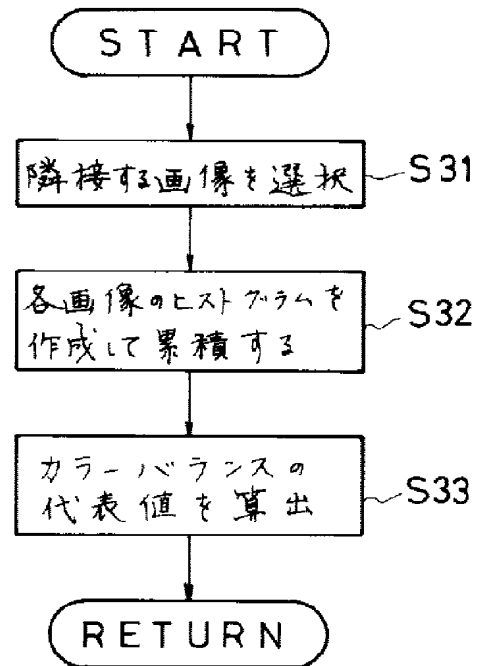 START
隣接する画像を選択
S31
各画像のヒストグラムを
作成して累積する
S32
カラーバランスの
代表値を算出
S33
RETURN